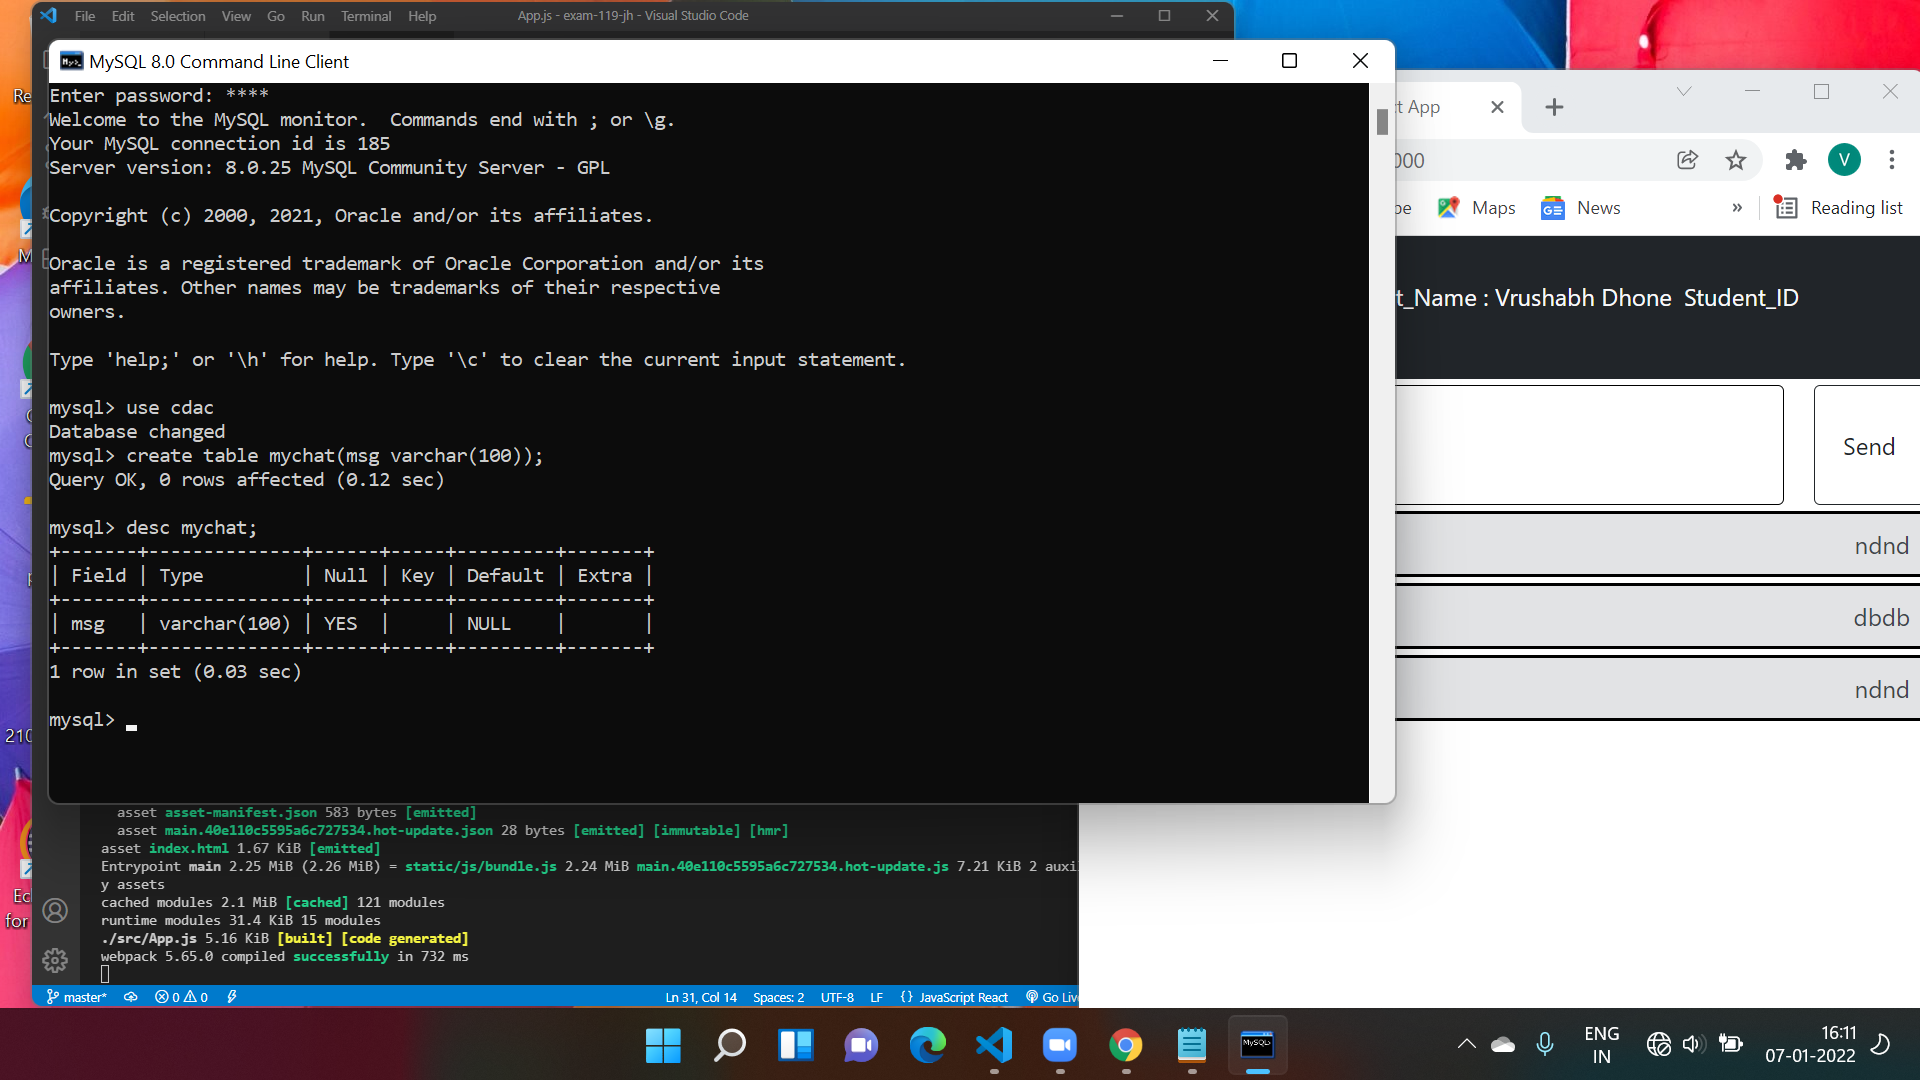 File Edit Selection View Go Run Terminal Help
App.js - exam-119-jh - Visual Studio Code
MySQL 8.0 Command Line Client
Enter password: ****
Welcome to the MySQL monitor.  Commands end with ; or \g.
Your MySQL connection id is 185
Server version: 8.0.25 MySQL Community Server - GPL
Copyright (c) 2000, 2021, Oracle and/or its affiliates.
Oracle is a registered trademark of Oracle Corporation and/or its
affiliates. Other names may be trademarks of their respective
owners.
Type 'help;' or '\h' for help. Type '\c' to clear the current input statement.
mysql> use cdac
Database changed
mysql> create table mychat(msg varchar(100));
Query OK, 0 rows affected (0.12 sec)
mysql> desc mychat;
+-------+--------------+------+-----+---------+-------+
| Field | Type         | Null | Key | Default | Extra |
+-------+--------------+------+-----+---------+-------+
| msg   | varchar(100) | YES  |     | NULL    |       |
+-------+--------------+------+-----+---------+-------+
1 row in set (0.03 sec)
mysql>
asset asset-manifest.json 583 bytes [emitted]
asset main.40e110c5595a6c727534.hot-update.json 28 bytes [emitted] [immutable] [hmr]
asset index.html 1.67 KiB [emitted]
Entrypoint main 2.25 MiB (2.26 MiB) = static/js/bundle.js 2.24 MiB main.40e110c5595a6c727534.hot-update.js 7.21 KiB 2 auxi
y assets
cached modules 2.1 MiB [cached] 121 modules
runtime modules 31.4 KiB 15 modules
./src/App.js 5.16 KiB [built] [code generated]
webpack 5.65.0 compiled successfully in 732 ms
master* 0 0 Ln 31, Col 14 Spaces: 2 UTF-8 LF {} JavaScript React Go Live
t App
000
V
be Maps News » Reading list
t_Name : Vrushabh Dhone Student_ID
Send
ndnd
dbdb
ndnd
Re
M
210
Ec
for
ENG
IN
16:11
07-01-2022